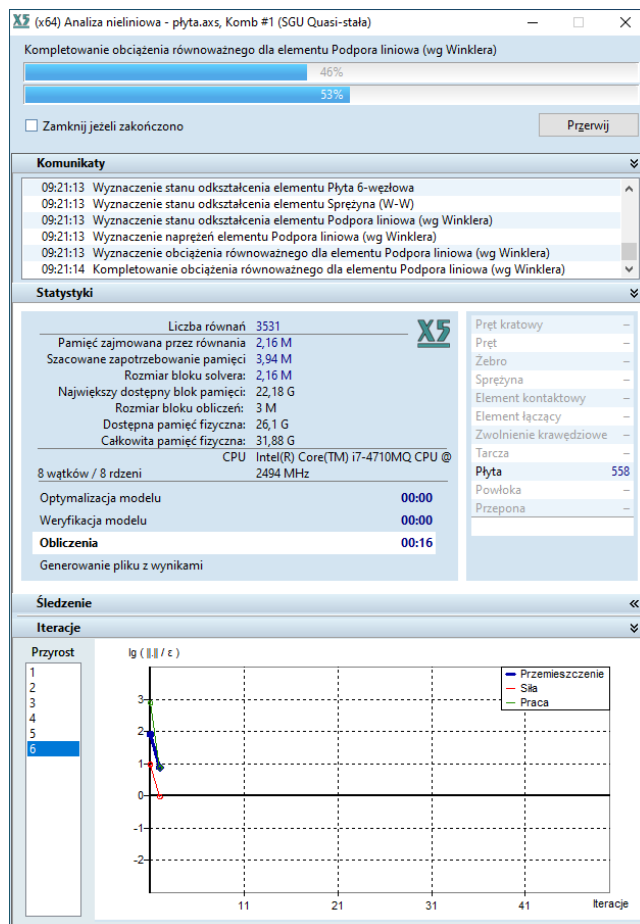 X5 (x64) Analiza nieliniowa - płyta.axs, Komb #1 (SGU Quasi-stała)
Kompletowanie obciążenia równoważnego dla elementu Podpora liniowa (wg Winklera)
46%
53%
Zamknij jeżeli zakończono
Przerwij
Komunikaty
09:21:13 Wyznaczenie stanu odkształcenia elementu Płyta 6-węzłowa
09:21:13 Wyznaczenie stanu odkształcenia elementu Sprężyna (W-W)
09:21:13 Wyznaczenie stanu odkształcenia elementu Podpora liniowa (wg Winklera)
09:21:13 Wyznaczenie naprężeń elementu Podpora liniowa (wg Winklera)
09:21:13 Wyznaczenie obciążenia równoważnego dla elementu Podpora liniowa (wg Winklera)
09:21:14 Kompletowanie obciążenia równoważnego dla elementu Podpora liniowa (wg Winklera)
Statystyki
X5
Liczba równań 3531
Pamięć zajmowana przez równania 2,16 M
Szacowane zapotrzebowanie pamięci 3,94 M
Rozmiar bloku solvera: 2,16 M
Największy dostępny blok pamięci: 22,18 G
Rozmiar bloku obliczeń: 3 M
Dostępna pamięć fizyczna: 26,1 G
Całkowita pamięć fizyczna: 31,88 G
CPU Intel(R) Core(TM) i7-4710MQ CPU @
8 wątków / 8 rdzeni 2494 MHz
Optymalizacja modelu 00:00
Weryfikacja modelu 00:00
Obliczenia 00:16
Generowanie pliku z wynikami
Pręt kratowy –
Pręt –
Żebro –
Sprężyna –
Element kontaktowy –
Element łączący –
Zwolnienie krawędziowe –
Tarcza –
Płyta 558
Powłoka –
Przepona –
Śledzenie
Iteracje
Przyrost
1
2
3
4
5
6
lg ( ||.|| / ε )
Przemieszczenie
Siła
Praca
3
2
1
0
-1
-2
11 21 31 41 Iteracje